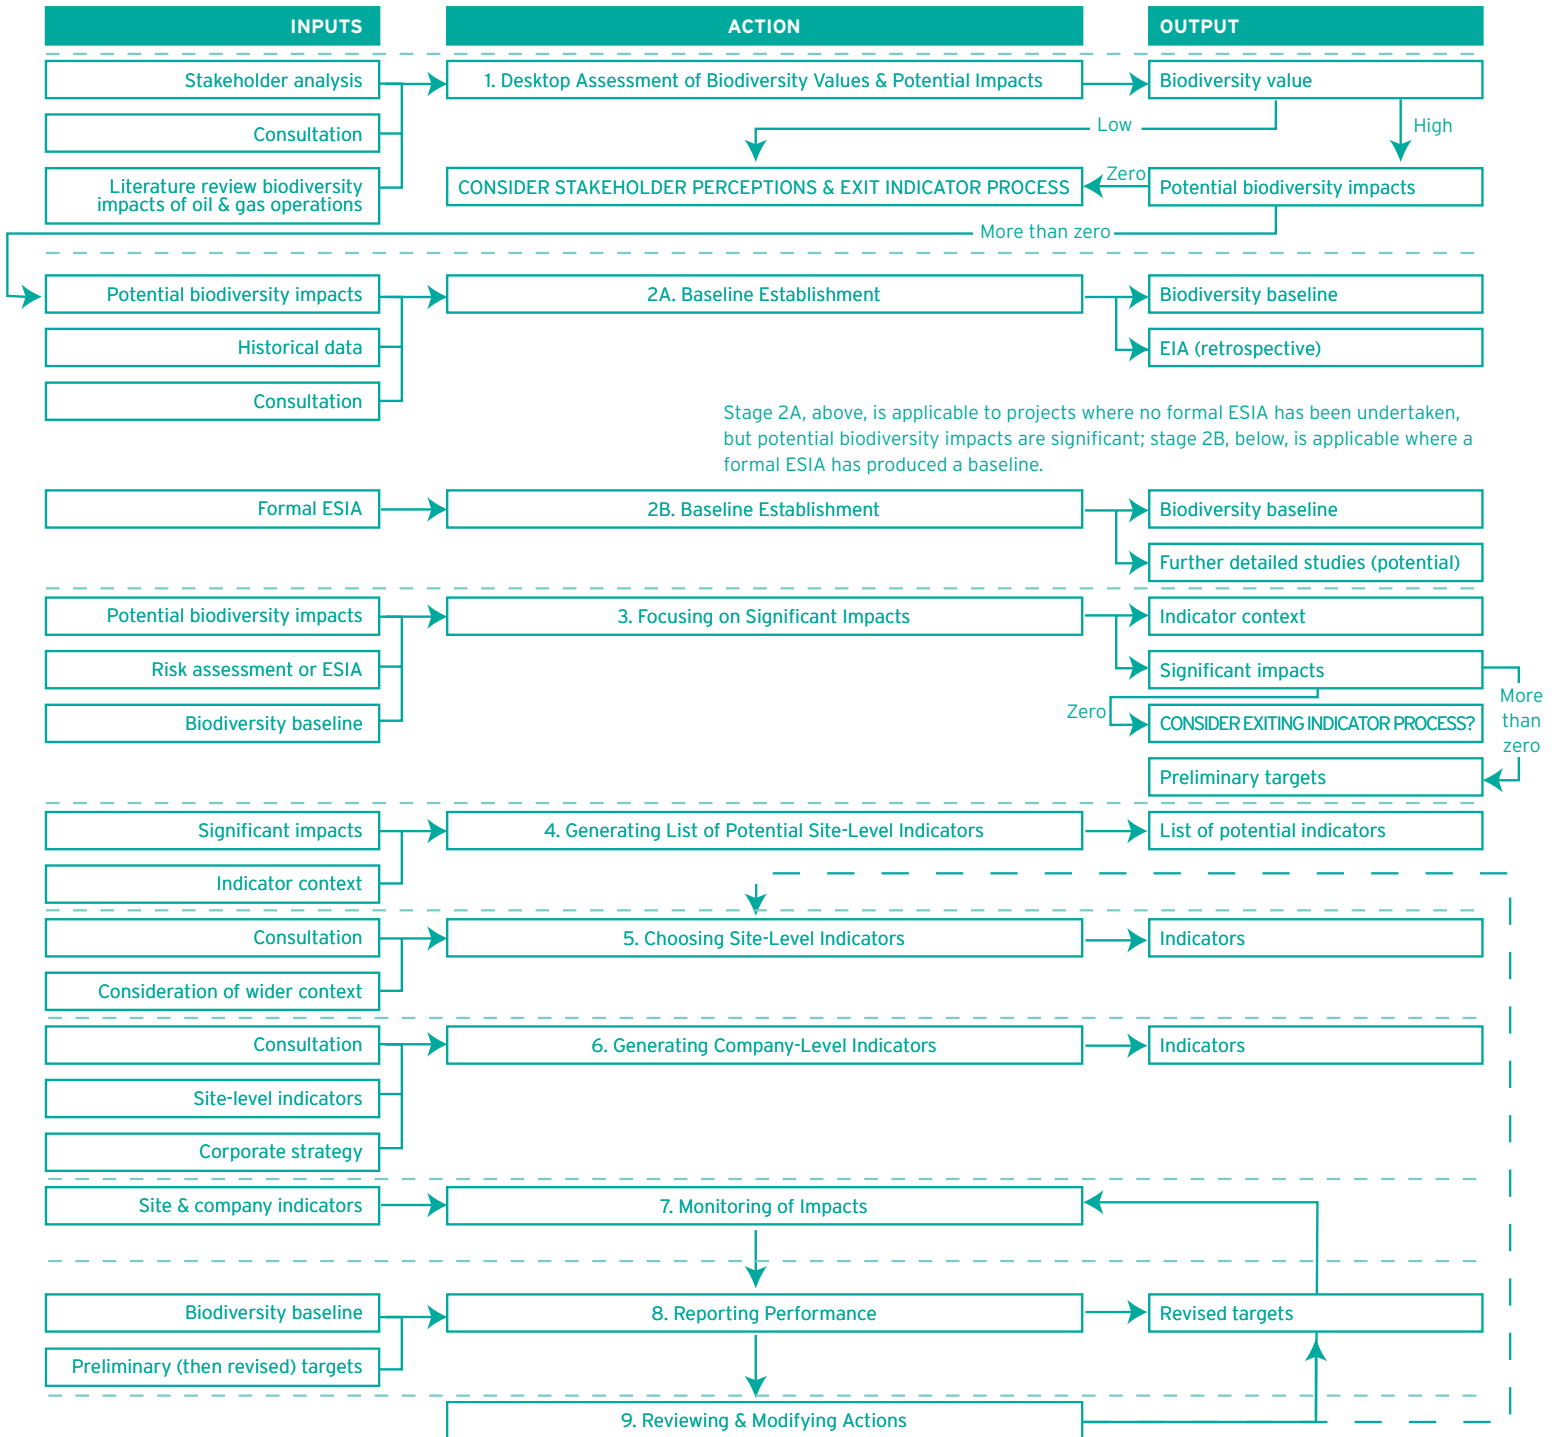 INPUTS
ACTION
OUTPUT
Stakeholder analysis
1. Desktop Assessment of Biodiversity Values & Potential Impacts
Biodiversity value
Consultation
Low
High
Literature review biodiversity
impacts of oil & gas operations
CONSIDER STAKEHOLDER PERCEPTIONS & EXIT INDICATOR PROCESS
Zero
Potential biodiversity impacts
More than zero
Potential biodiversity impacts
2A. Baseline Establishment
Biodiversity baseline
Historical data
EIA (retrospective)
Consultation
Stage 2A, above, is applicable to projects where no formal ESIA has been undertaken,
but potential biodiversity impacts are significant; stage 2B, below, is applicable where a
formal ESIA has produced a baseline.
Formal ESIA
2B. Baseline Establishment
Biodiversity baseline
Further detailed studies (potential)
Potential biodiversity impacts
3. Focusing on Significant Impacts
Indicator context
Risk assessment or ESIA
Significant impacts
Biodiversity baseline
Zero
CONSIDER EXITING INDICATOR PROCESS?
More
than
zero
Preliminary targets
Significant impacts
4. Generating List of Potential Site-Level Indicators
List of potential indicators
Indicator context
Consultation
5. Choosing Site-Level Indicators
Indicators
Consideration of wider context
Consultation
6. Generating Company-Level Indicators
Indicators
Site-level indicators
Corporate strategy
Site & company indicators
7. Monitoring of Impacts
Biodiversity baseline
8. Reporting Performance
Revised targets
Preliminary (then revised) targets
9. Reviewing & Modifying Actions